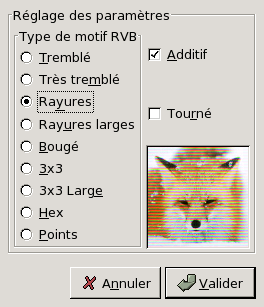 Réglage des paramètres
Type de motif RVB
Tremblé
Très tremblé
Rayures
Rayures larges
Bougé
3x3
3x3 Large
Hex
Points
Additif
Tourné
Annuler
Valider